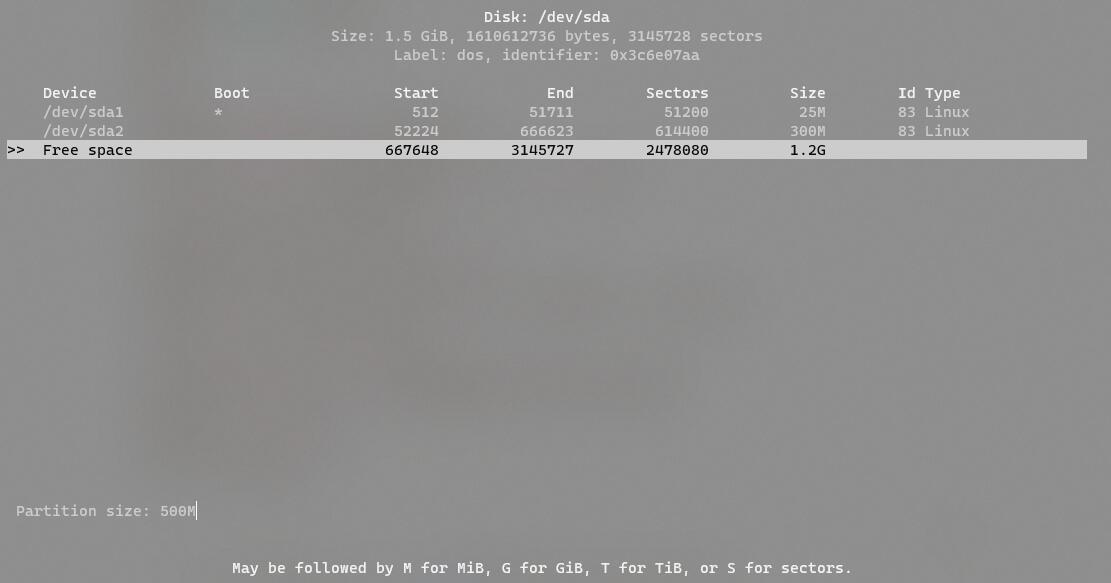 Disk: /dev/sda
Size: 1.5 GiB, 1610612736 bytes, 3145728 sectors
Label: dos, identifier: 0x3c6e07aa
Device Boot Start End Sectors Size Id Type
/dev/sda1 * 512 51711 51200 25M 83 Linux
/dev/sda2 52224 666623 614400 300M 83 Linux
>> Free space 667648 3145727 2478080 1.2G
Partition size: 500M
May be followed by M for MiB, G for GiB, T for TiB, or S for sectors.